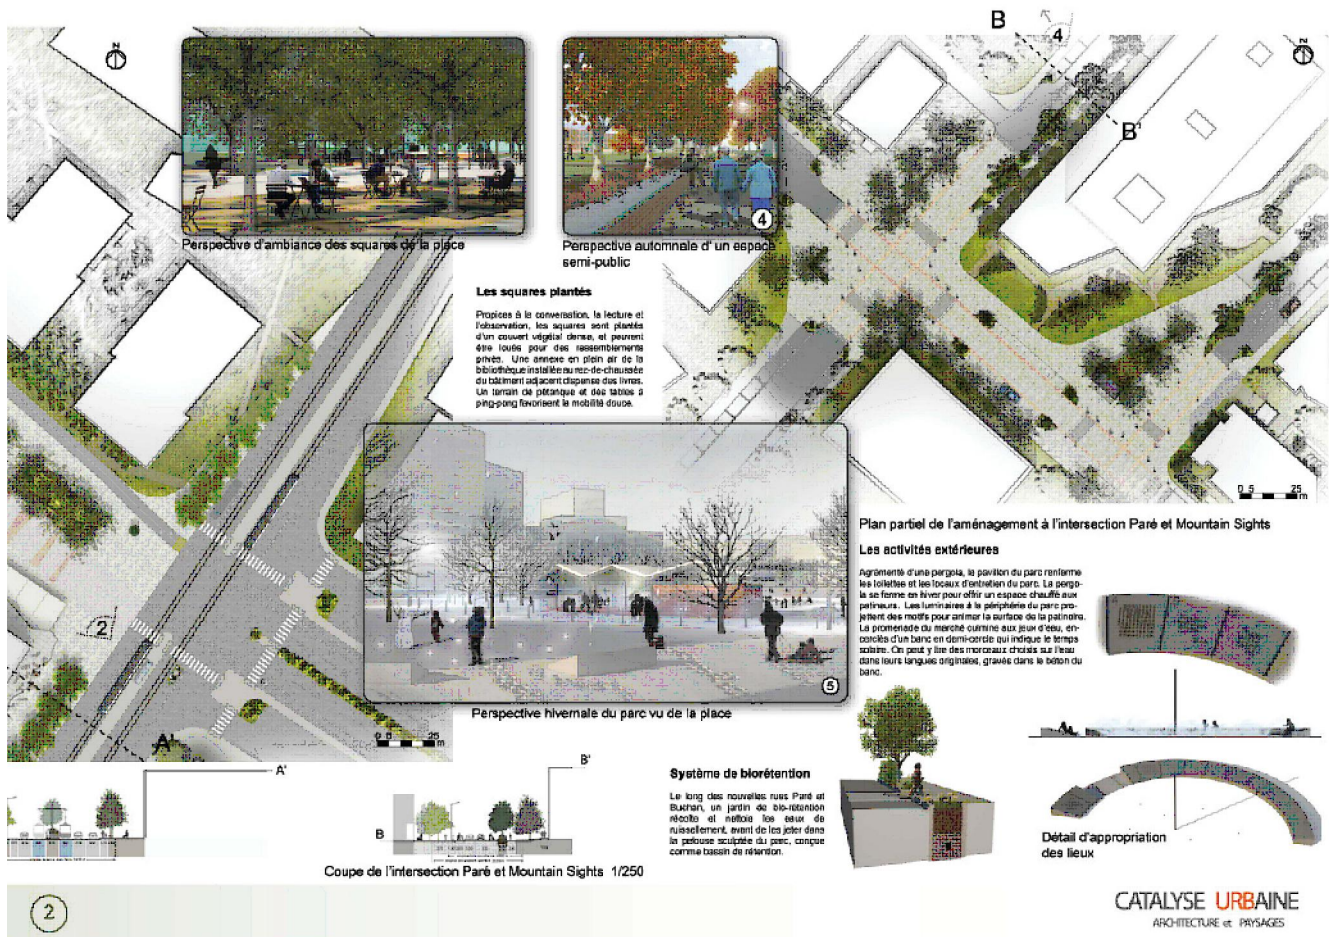 N
B
4
N
B'
4
Perspective d'ambiance des squares de la place
Perspective automnale d' un espace
semi-public
Les squares plantés
Propices à la conversation, la lecture et
l'observation, les squares sont plantés
d'un couvert végétal dense, et peuvent
être loués pour des rassemblements
privés. Une annexe en plein air de la
bibliothèque installée au rez-de-chaussée
du bâtiment adjacent dispense des livres.
Un terrain de pétanque et des tables à
ping-pong favorisent la mobilité douce.
0 5 25
m
Plan partiel de l'aménagement à l'intersection Paré et Mountain Sights
Les activités extérieures
Agrémenté d'une pergola, le pavillon du parc renferme
les toilettes et les locaux d'entretien du parc. La pergo-
la se ferme en hiver pour offrir un espace chauffé aux
patineurs. Les luminaires à la périphérie du parc pro-
jettent des motifs pour animer la surface de la patinoire.
La promenade du marché culmine aux jeux d'eau, en-
cerclés d'un banc en demi-cercle qui indique le temps
solaire. On peut y lire des morceaux choisis sur l'eau
dans leurs langues originales, gravés dans le béton du
banc.
2
5
Perspective hivernale du parc vu de la place
A'
0 5 25
m
A'
B'
B
Coupe de l'intersection Paré et Mountain Sights 1/250
Système de biorétention
Le long des nouvelles rues Paré et
Buchan, un jardin de bio-rétention
récolte et nettoie les eaux de
ruissellement, avant de les jeter dans
la pelouse sculptée du parc, conçue
comme bassin de rétention.
Détail d'appropriation
des lieux
2
CATALYSE URBAINE
ARCHITECTURE et PAYSAGES